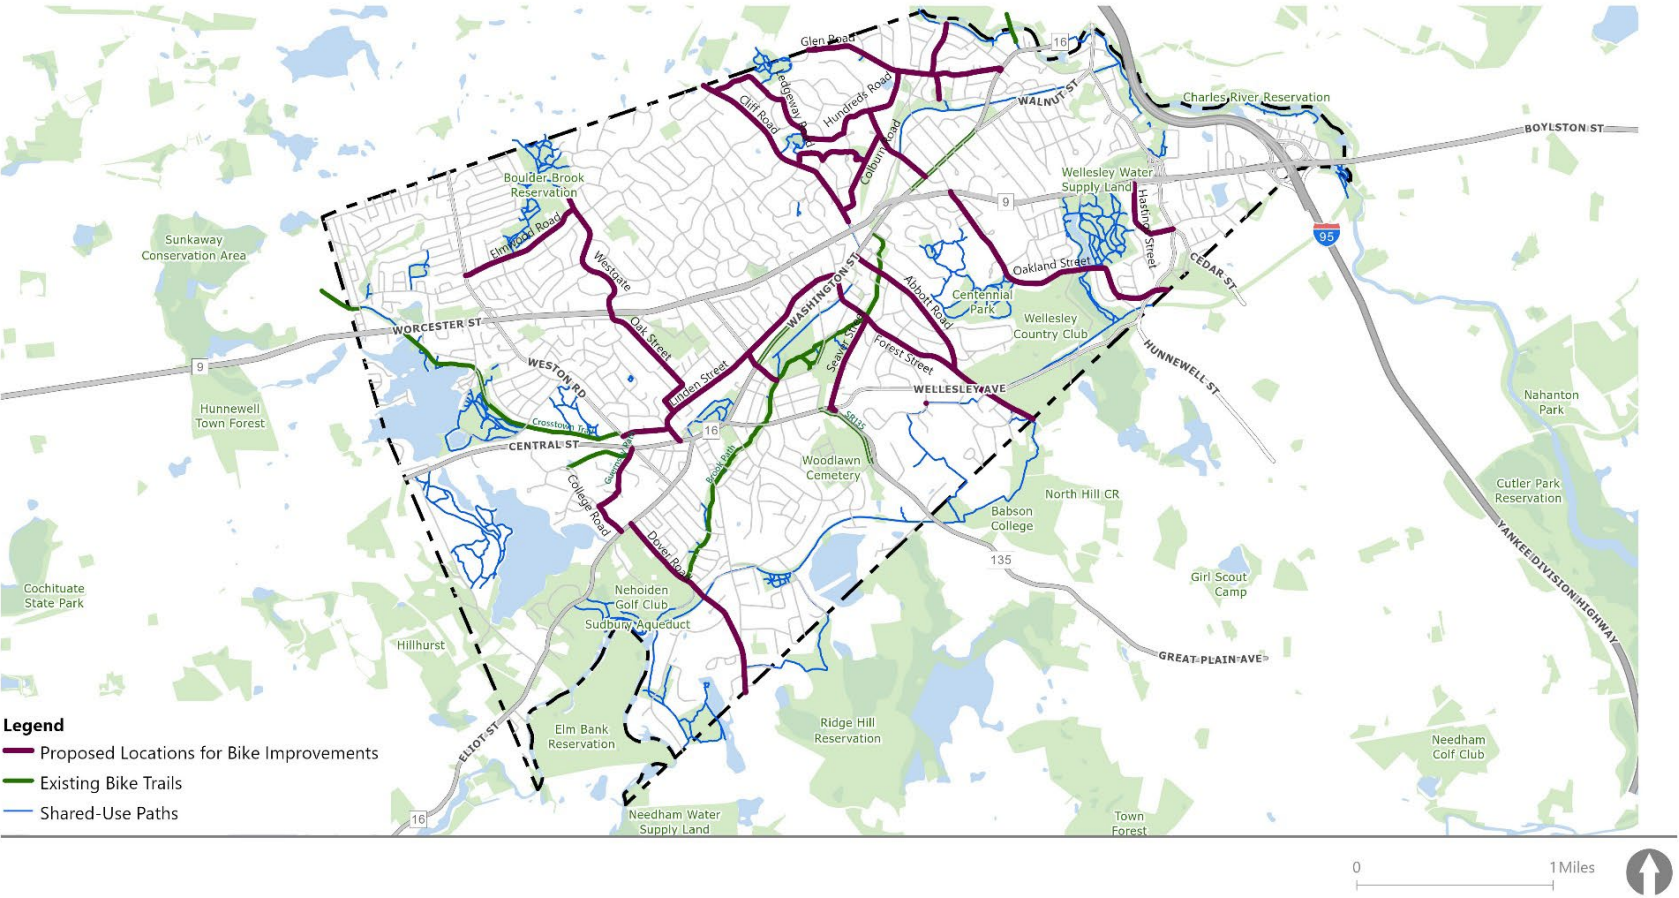 Glen Road
16
edgeway R
Cliff Road
Hundreds Road
WALNUT ST
Charles River Reservation
BOYLSTON ST
Colburn Road
Boulder Brook
Reservation
Wellesley Water
Supply Land
9
Hastings Street
Elmwood Road
Sunkaway
Conservation Area
95
Westgate
WASHINGTON ST
Oakland Street
CEDAR ST
Abbott Road
Centennial
Park
Wellesley
Country Club
WORCESTER ST
Oak Street
Seaver Street
Forest Street
HUNNEWELL ST
9
WESTON RD
Linden Street
WELLESLEY AVE
Nahanton
Park
Hunnewell
Town Forest
Crosstown Trail
SR135
16
CENTRAL ST
Guernsey Path
Brook Path
Woodlawn
Cemetery
College Road
North Hill CR
Cutler Park
Reservation
Babson
College
Dover Road
135
YANKEE DIVISION HIGHWAY
Cochituate
State Park
Nehoiden
Golf Club
Girl Scout
Camp
Sudbury Aqueduct
Hillhurst
GREAT PLAIN AVE
Legend
Proposed Locations for Bike Improvements
Existing Bike Trails
Shared-Use Paths
ELIOT ST
Elm Bank
Reservation
Ridge Hill
Reservation
Needham
Golf Club
16
Needham Water
Supply Land
Town
Forest
0
1 Miles